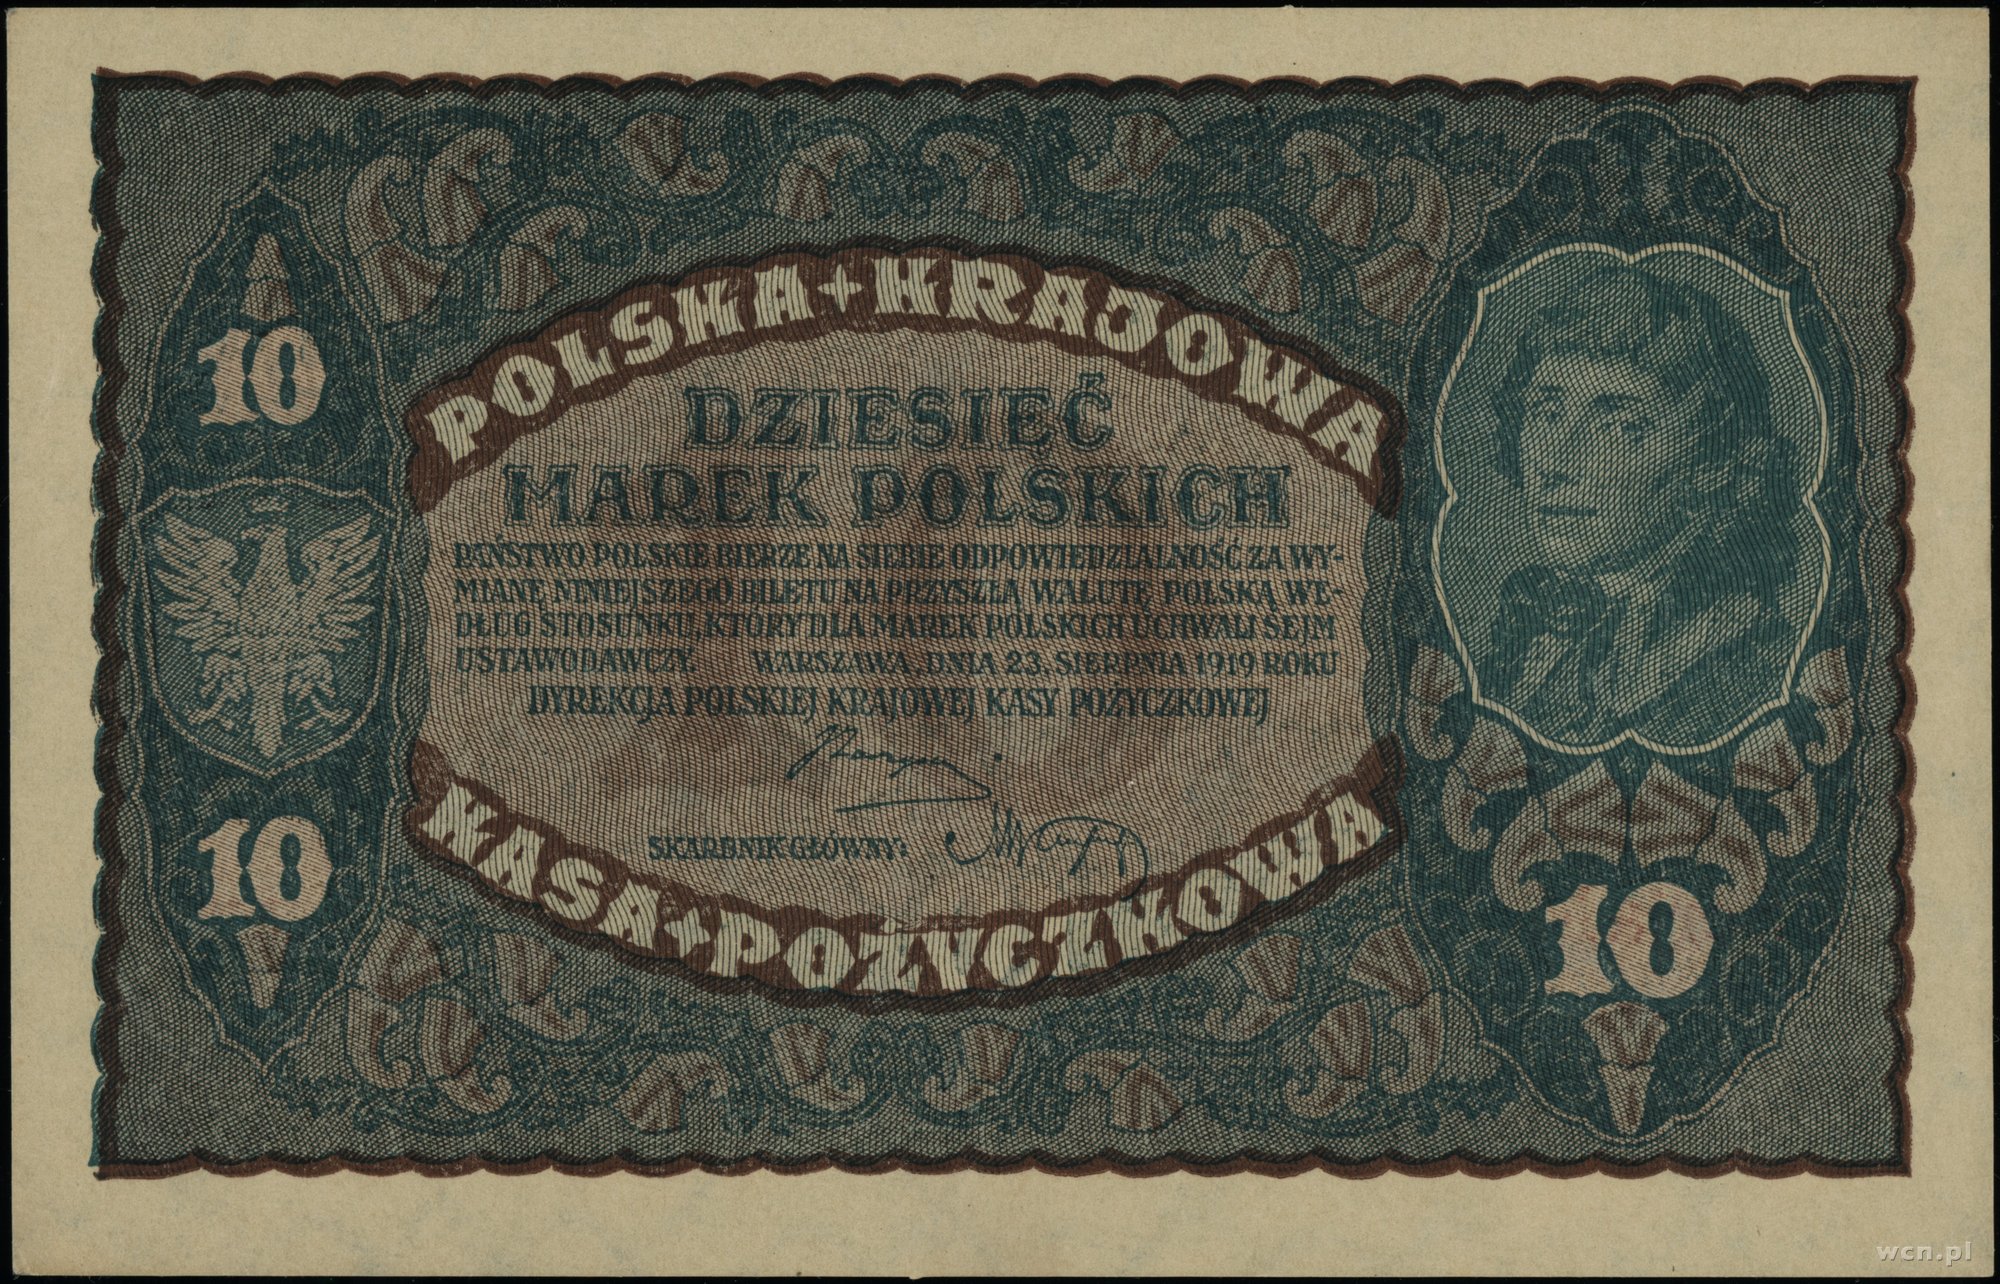 POLSKA + KRAJOWA
DZIESIĘĆ
MAREK POLSKICH
PAŃSTWO POLSKIE BIERZE NA SIEBIE ODPOWIEDZIALNOŚĆ ZA WY-
MIANĘ NINIEJSZEGO BILETU NA PRZYSZŁĄ WALUTĘ POLSKĄ WE-
DŁUG STOSUNKU, KTÓRY DLA MAREK POLSKICH UCHWALI SEJM
USTAWODAWCZY. WARSZAWA, DNIA 23. SIERPNIA 1919 ROKU
DYREKCJA POLSKIEJ KRAJOWEJ KASY POŻYCZKOWEJ
SKARBNIK GŁÓWNY:
KASA + POŻYCZKOWA
10
10
10
wcn.pl